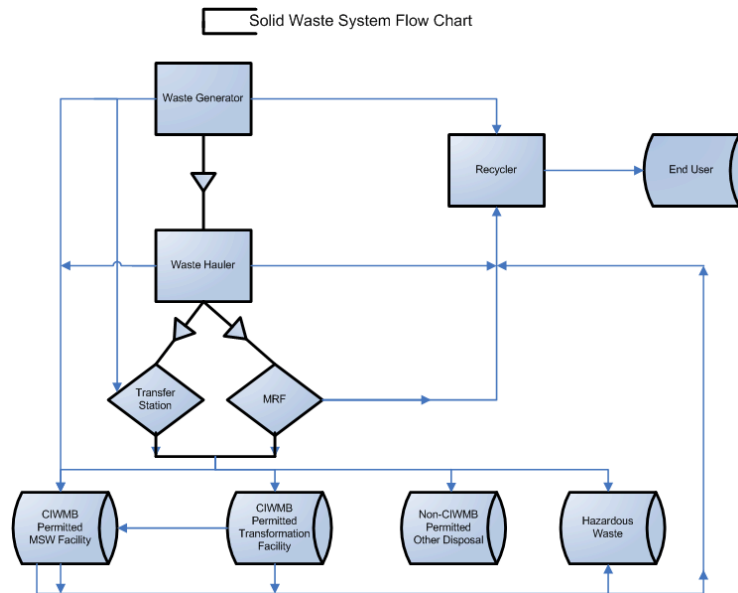 Solid Waste System Flow Chart
Waste Generator
Recycler
End User
Waste Hauler
Transfer
Station
MRF
CIWMB
Permitted
MSW Facility
CIWMB
Permitted
Transformation
Facility
Non-CIWMB
Permitted
Other Disposal
Hazardous
Waste